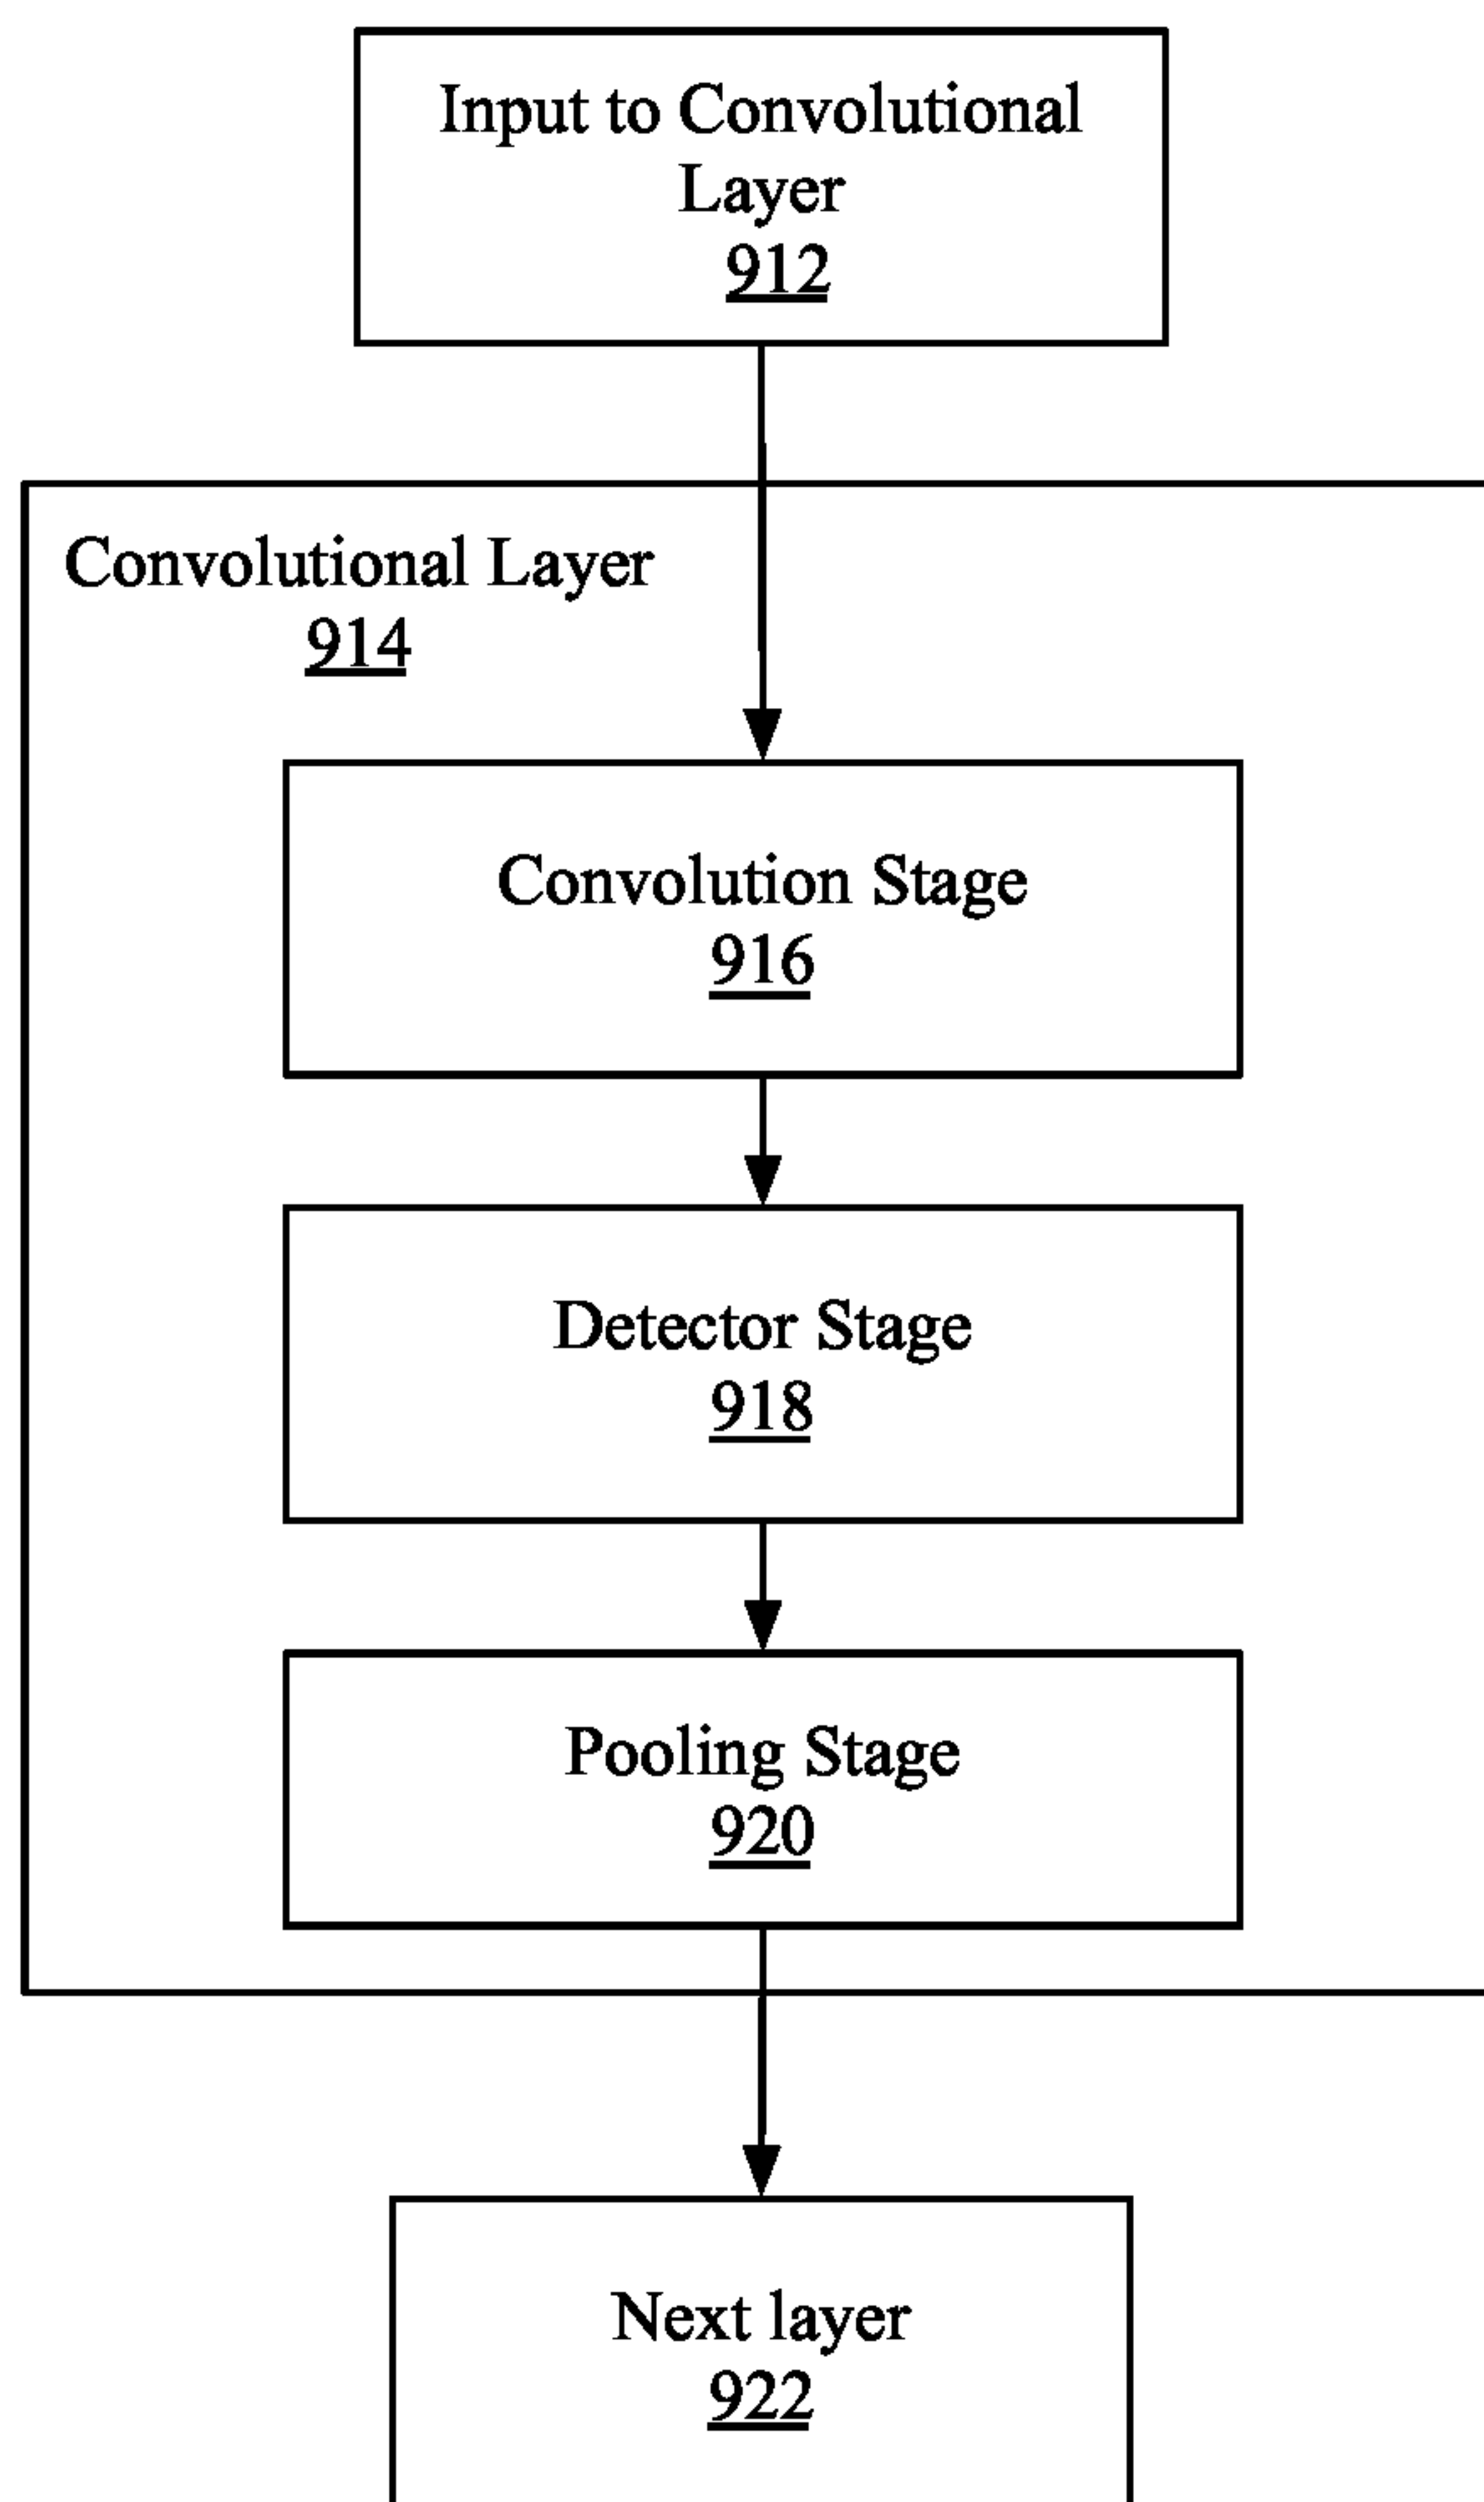 Input to Convolutional
Layer
912
Convolutional Layer
914
Convolution Stage
916
Detector Stage
918
Pooling Stage
920
Next layer
922